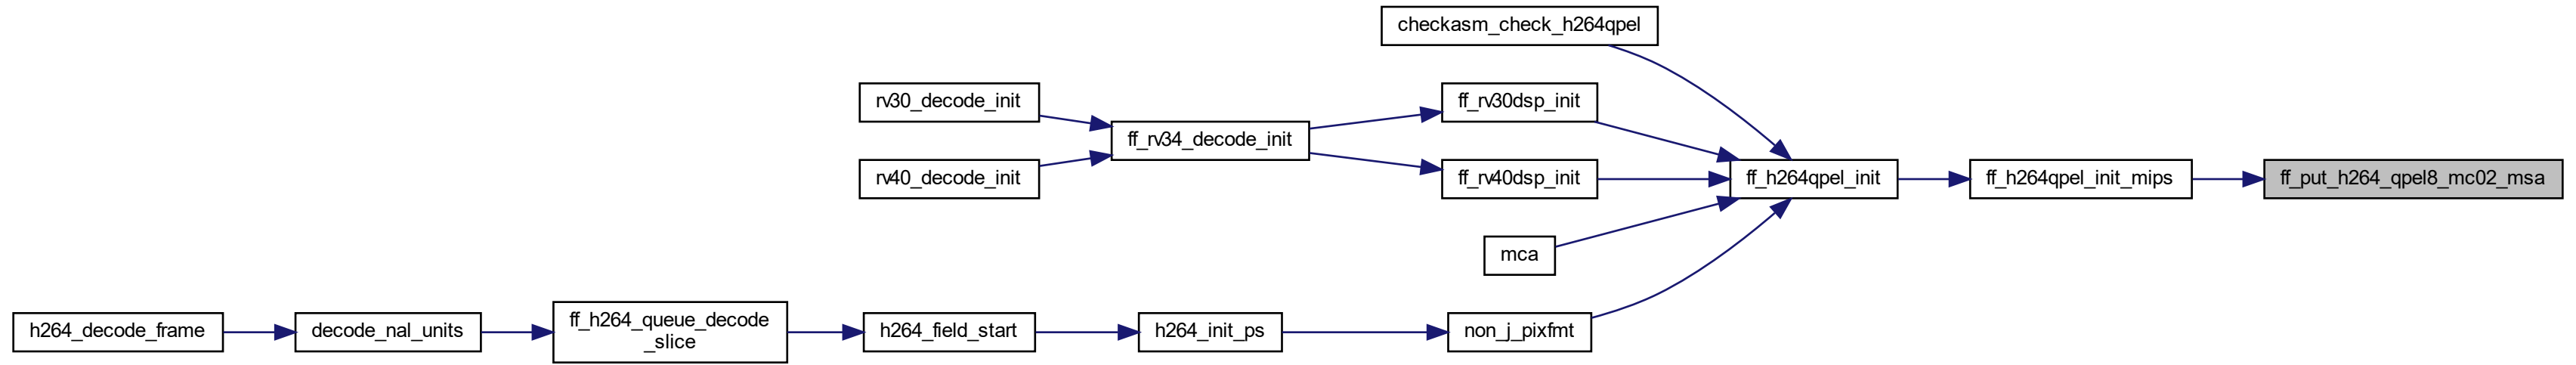 checkasm_check_h264qpel
rv30_decode_init
ff_rv30dsp_init
ff_rv34_decode_init
rv40_decode_init
ff_rv40dsp_init
ff_h264qpel_init
ff_h264qpel_init_mips
ff_put_h264_qpel8_mc02_msa
mca
h264_decode_frame
decode_nal_units
ff_h264_queue_decode
_slice
h264_field_start
h264_init_ps
non_j_pixfmt